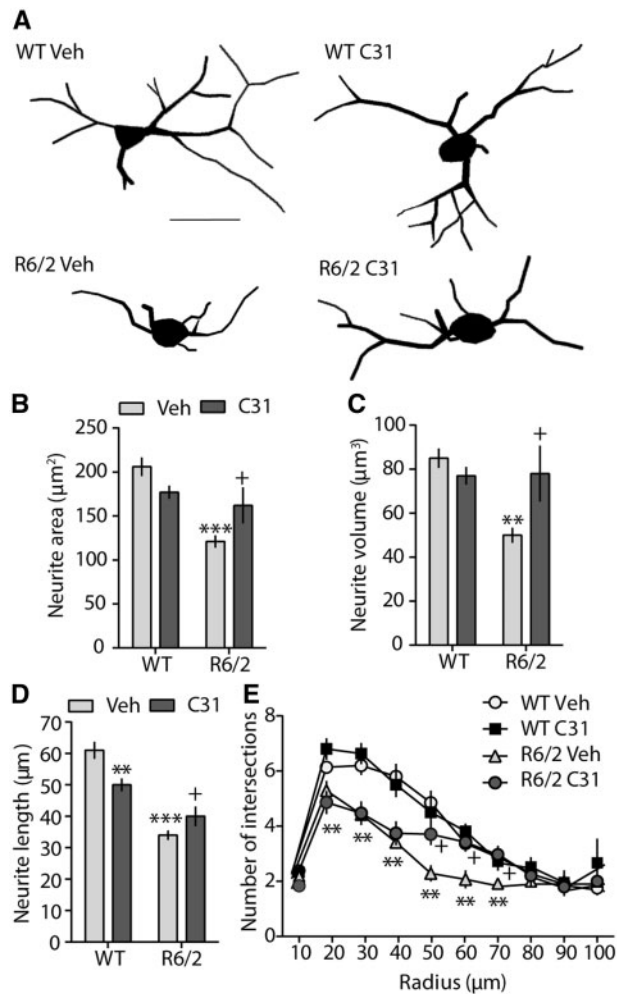 A
WT Veh
WT C31
R6/2 Veh
R6/2 C31
B
Veh
C31
Neurite area (µm²)
250
200
150
100
50
0
***
+
WT
R6/2
C
Neurite volume (µm³)
100
80
60
40
20
0
**
+
WT
R6/2
D
Veh
C31
Neurite length (µm)
70
60
50
40
30
20
10
0
**
***
+
WT
R6/2
E
WT Veh
WT C31
R6/2 Veh
R6/2 C31
Number of intersections
8
6
4
2
0
** ** ** ** ** **
+ + +
10 20 30 40 50 60 70 80 90 100
Radius (µm)